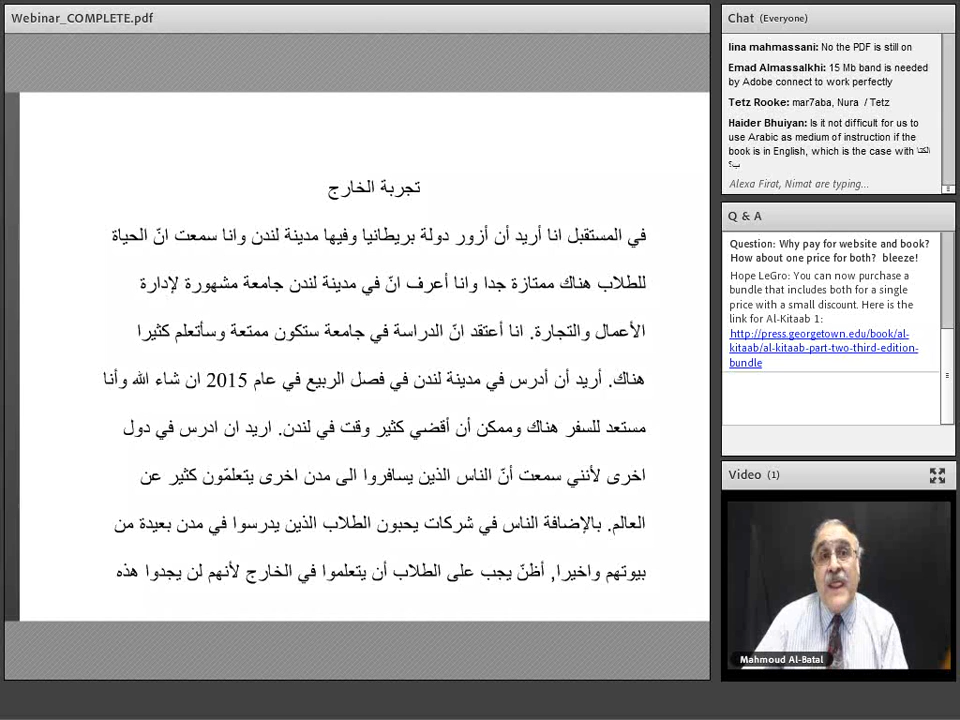 Webinar_COMPLETE.pdf
تجربة الخارج
في المستقبل انا أريد أن أزور دولة بريطانيا وفيها مدينة لندن وانا سمعت انّ الحياة
للطلاب هناك ممتازة جدا وانا أعرف انّ في مدينة لندن جامعة مشهورة لإدارة
الأعمال والتجارة. انا أعتقد انّ الدراسة في جامعة ستكون ممتعة وسأتعلم كثيرا
هناك. أريد أن أدرس في مدينة لندن في فصل الربيع في عام 2015 ان شاء الله وأنا
مستعد للسفر هناك وممكن أن أقضي كثير وقت في لندن. اريد ان ادرس في دول
اخرى لأنني سمعت أنّ الناس الذين يسافروا الى مدن اخرى يتعلمّون كثير عن
العالم. بالإضافة الناس في شركات يحبون الطلاب الذين يدرسوا في مدن بعيدة من
بيوتهم واخيرا, أظنّ يجب على الطلاب أن يتعلموا في الخارج لأنهم لن يجدوا هذه
Chat (Everyone)
lina mahmassani: No the PDF is still on
Emad Almassalkhi: 15 Mb band is needed
by Adobe connect to work perfectly
Tetz Rooke: mar7aba, Nura / Tetz
Haider Bhuiyan: Is it not difficult for us to
use Arabic as medium of instruction if the
book is in English, which is the case with الكتا
ب؟
Alexa Firat, Nimat are typing...
Q & A
Question: Why pay for website and book?
How about one price for both? bleeze!
Hope LeGro: You can now purchase a
bundle that includes both for a single
price with a small discount. Here is the
link for Al-Kitaab 1:
http://press.georgetown.edu/book/al-
kitaab/al-kitaab-part-two-third-edition-
bundle
Video (1)
Mahmoud Al-Batal